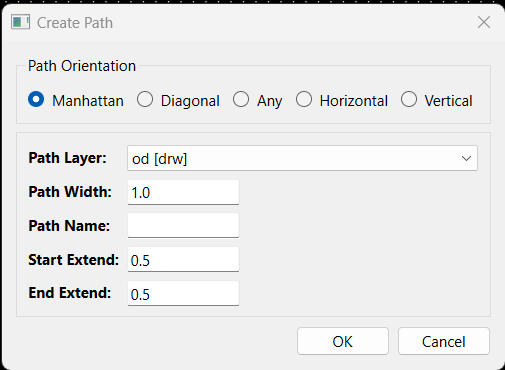 Create Path
Path Orientation
Manhattan Diagonal Any Horizontal Vertical
Path Layer: od [drw]
Path Width: 1.0
Path Name:
Start Extend: 0.5
End Extend: 0.5
OK Cancel